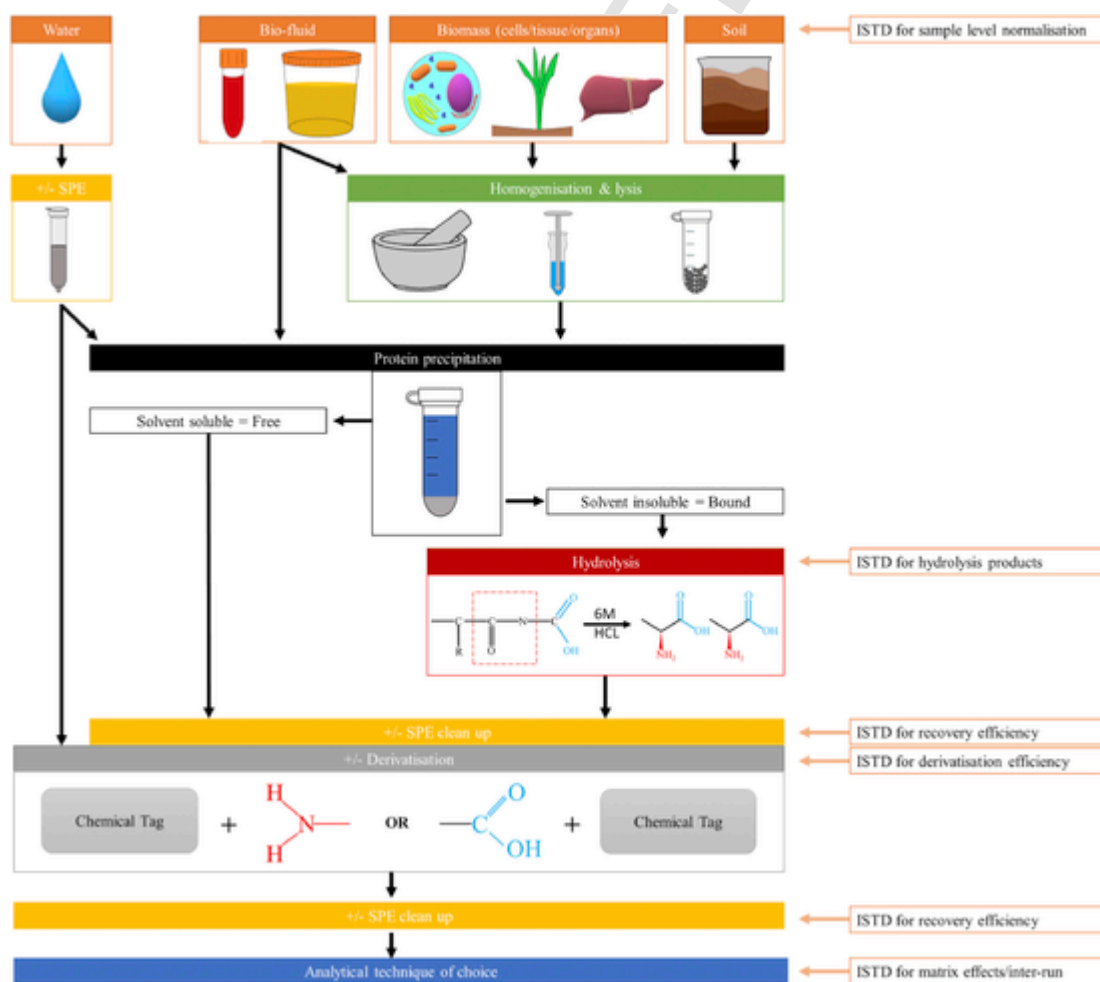 Water
Bio-fluid
Biomass (cells/tissue/organs)
Soil
ISTD for sample level normalisation
+/- SPE
Homogenisation & lysis
Protein precipitation
Solvent soluble = Free
Solvent insoluble = Bound
Hydrolysis
ISTD for hydrolysis products
C
N
C
O
OH
R
O
6M
HCL
O
OH
NH2
O
OH
NH2
+/- SPE clean up
ISTD for recovery efficiency
+/- Derivatisation
ISTD for derivatisation efficiency
Chemical Tag
+
H
N
H
OR
C
O
OH
+
Chemical Tag
+/- SPE clean up
ISTD for recovery efficiency
Analytical technique of choice
ISTD for matrix effects/inter-run